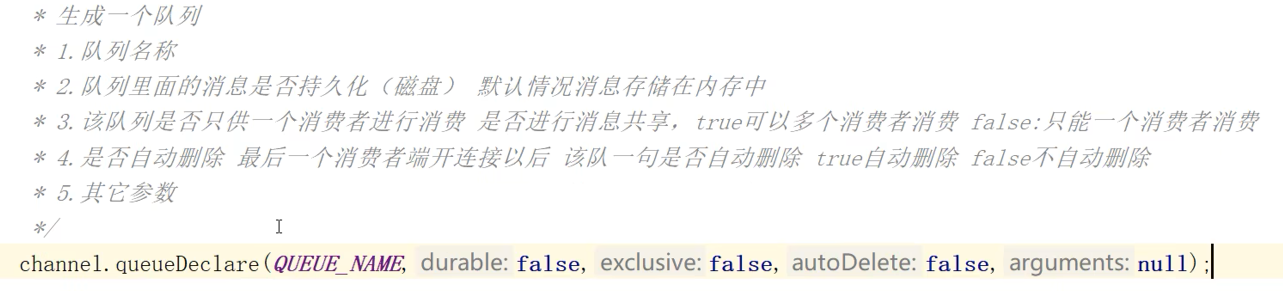 * 生成一个队列
* 1.队列名称
* 2.队列里面的消息是否持久化（磁盘） 默认情况消息存储在内存中
* 3.该队列是否只供一个消费者进行消费 是否进行消息共享，true可以多个消费者消费 false:只能一个消费者消费
* 4.是否自动删除 最后一个消费者端开连接以后 该队一句是否自动删除 true自动删除 false不自动删除
* 5.其它参数
*/
channel.queueDeclare(QUEUE_NAME, durable: false, exclusive: false, autoDelete: false, arguments: null);